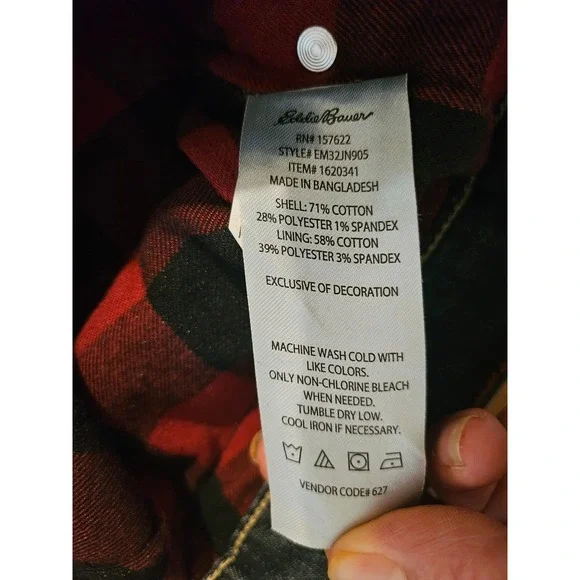 Eddie Bauer
RN# 157622
STYLE# EM32JN905
ITEM# 1620341
MADE IN BANGLADESH
SHELL: 71% COTTON
28% POLYESTER 1% SPANDEX
LINING: 58% COTTON
39% POLYESTER 3% SPANDEX
EXCLUSIVE OF DECORATION
MACHINE WASH COLD WITH
LIKE COLORS.
ONLY NON-CHLORINE BLEACH
WHEN NEEDED.
TUMBLE DRY LOW.
COOL IRON IF NECESSARY.
VENDOR CODE# 627